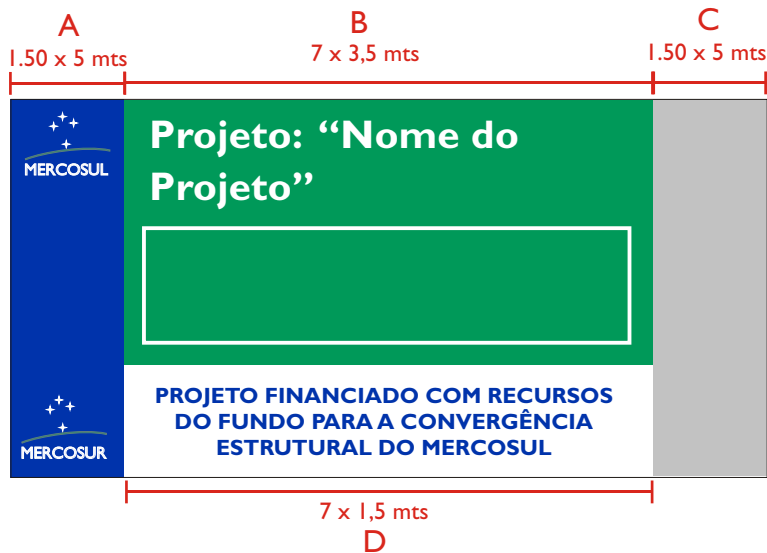 A
1.50 x 5 mts
B
7 x 3,5 mts
C
1.50 x 5 mts
MERCOSUL
Projeto: “Nome do
Projeto”
PROJETO FINANCIADO COM RECURSOS
DO FUNDO PARA A CONVERGÊNCIA
ESTRUTURAL DO MERCOSUL
MERCOSUR
7 x 1,5 mts
D